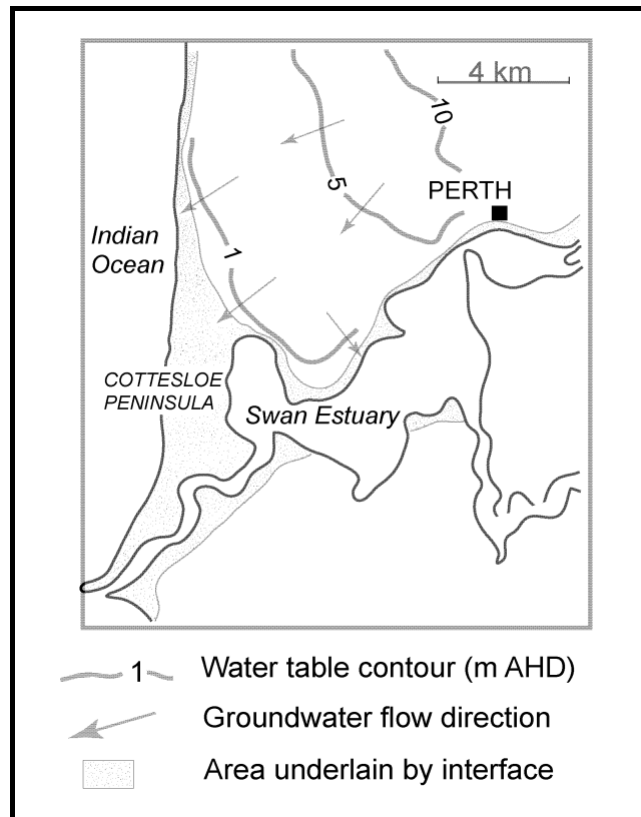 4 km
10
5
PERTH
1
Indian
Ocean
COTTESLOE
PENINSULA
Swan Estuary
1 Water table contour (m AHD)
Groundwater flow direction
Area underlain by interface